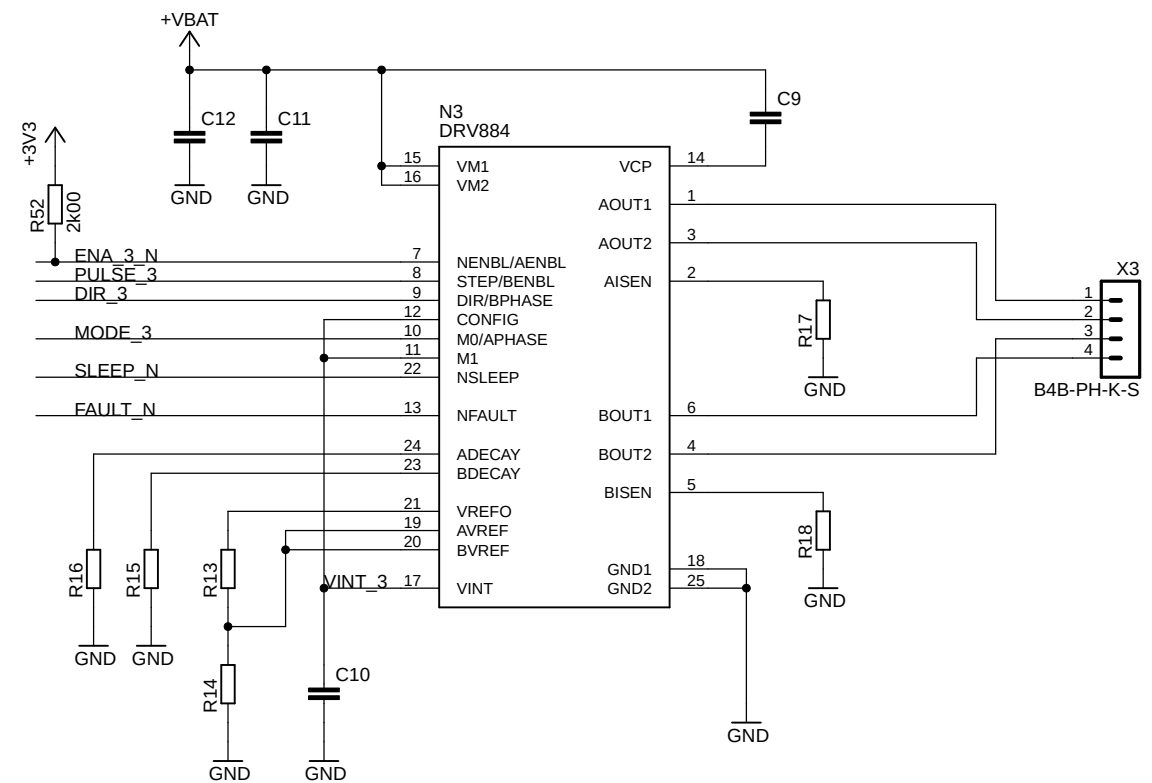 +VBAT
C12
C11
C9
N3
DRV884
+3V3
R52
2k00
GND
GND
15
VM1
16
VM2
VCP
14
AOUT1
1
AOUT2
3
AISEN
2
ENA_3_N
7
NENBL/AENBL
PULSE_3
8
STEP/BENBL
DIR_3
9
DIR/BPHASE
12
CONFIG
MODE_3
10
M0/APHASE
11
M1
SLEEP_N
22
NSLEEP
FAULT_N
13
NFAULT
R17
GND
X3
1
2
3
4
B4B-PH-K-S
BOUT1
6
BOUT2
4
BISEN
5
24
ADECAY
23
BDECAY
21
VREFO
19
AVREF
20
BVREF
VINT_3
17
VINT
GND1
18
GND2
25
R18
GND
R16
R15
R13
GND
GND
R14
C10
GND
GND
GND